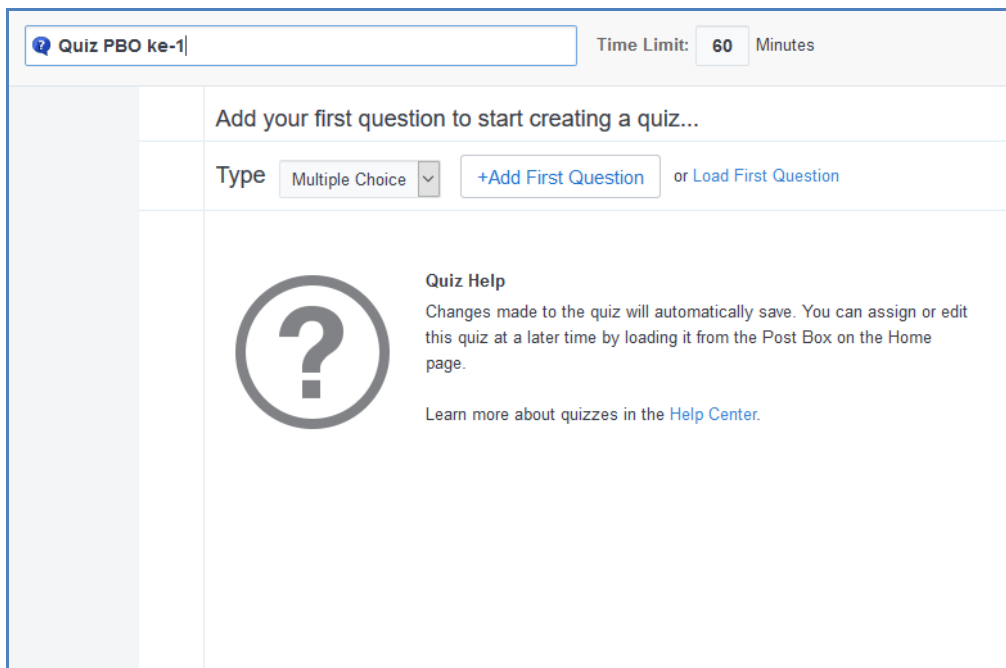 Quiz PBO ke-1
Time Limit: 60 Minutes
Add your first question to start creating a quiz...
Type Multiple Choice +Add First Question or Load First Question
Quiz Help
Changes made to the quiz will automatically save. You can assign or edit
this quiz at a later time by loading it from the Post Box on the Home
page.
Learn more about quizzes in the Help Center.